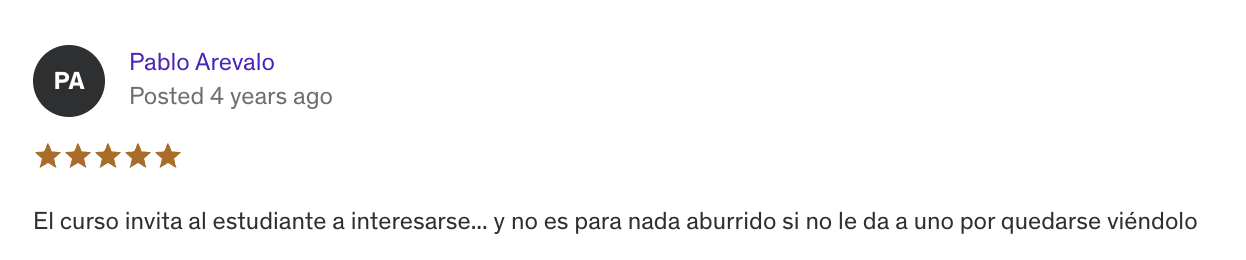 PA
Pablo Arevalo
Posted 4 years ago
El curso invita al estudiante a interesarse... y no es para nada aburrido si no le da a uno por quedarse viéndolo